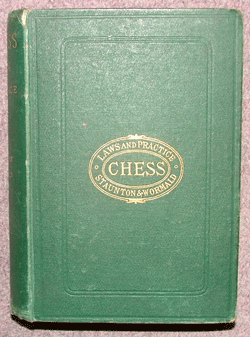 LAWS AND PRACTICE
CHESS
STAUNTON & WORMALD